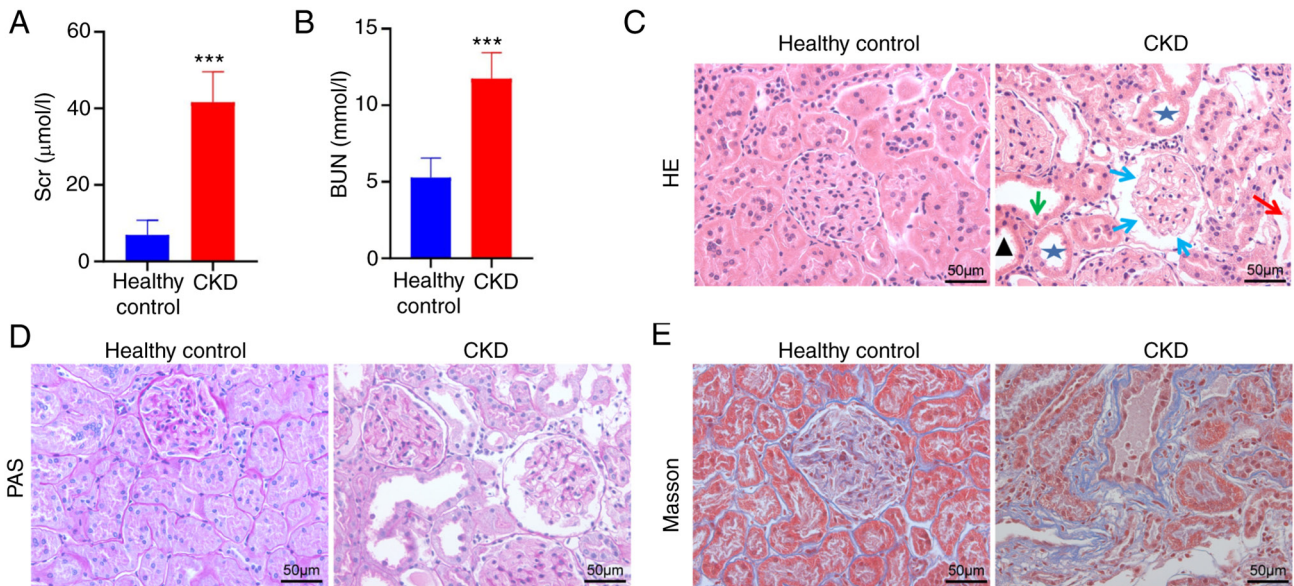 A
Scr (μmol/l)
60
40
20
0
***
Healthy
control
CKD
B
BUN (mmol/l)
15
10
5
0
***
Healthy
control
CKD
C
Healthy control
CKD
HE
50μm
50μm
D
Healthy control
CKD
PAS
50μm
50μm
E
Healthy control
CKD
Masson
50μm
50μm